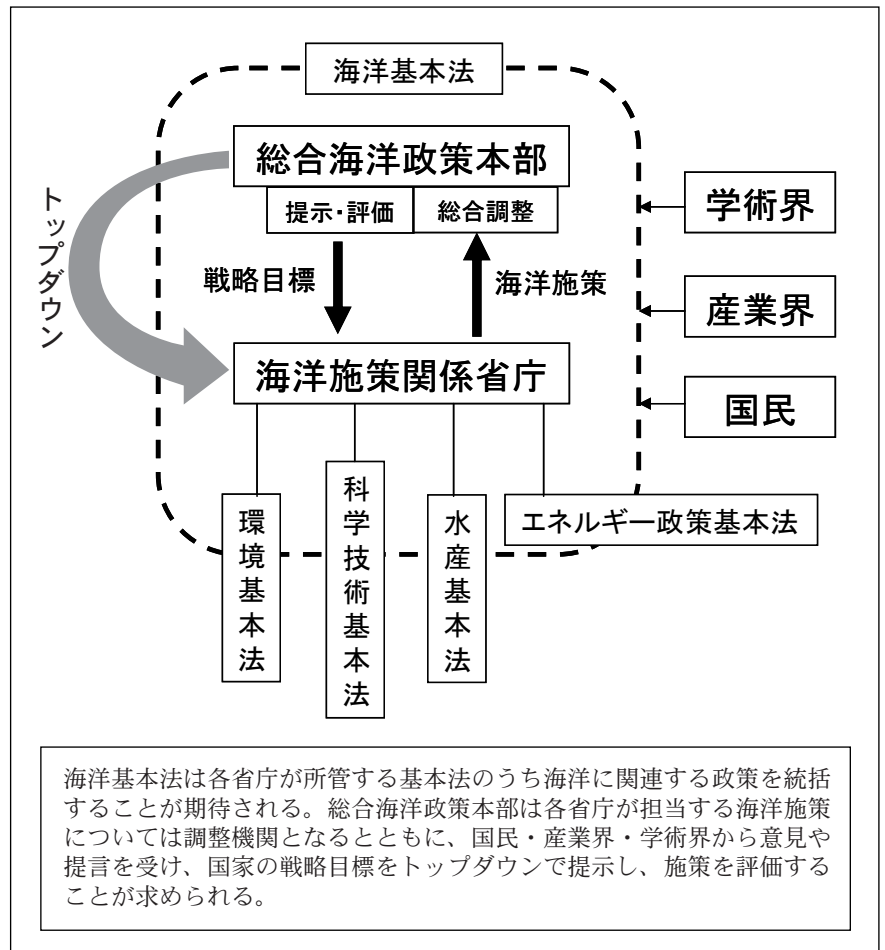 海洋基本法
総合海洋政策本部
提示・評価
総合調整
トップダウン
戦略目標
海洋施策
海洋施策関係省庁
学術界
産業界
国民
環境基本法
科学技術基本法
水産基本法
エネルギー政策基本法
海洋基本法は各省庁が所管する基本法のうち海洋に関連する政策を統括
することが期待される。総合海洋政策本部は各省庁が担当する海洋施策
については調整機関となるとともに、国民・産業界・学術界から意見や
提言を受け、国家の戦略目標をトップダウンで提示し、施策を評価する
ことが求められる。